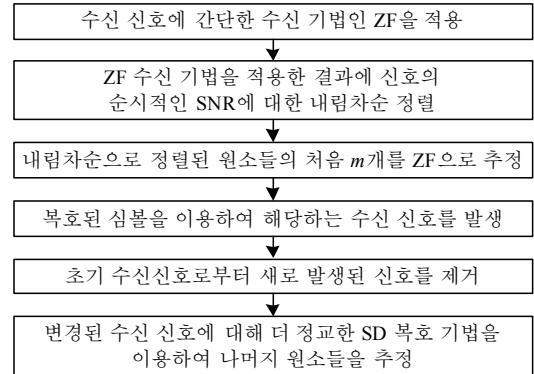 수신 신호에 간단한 수신 기법인 ZF을 적용
ZF 수신 기법을 적용한 결과에 신호의
순시적인 SNR에 대한 내림차순 정렬
내림차순으로 정렬된 원소들의 처음 m개를 ZF으로 추정
복호된 심볼을 이용하여 해당하는 수신 신호를 발생
초기 수신신호로부터 새로 발생된 신호를 제거
변경된 수신 신호에 대해 더 정교한 SD 복호 기법을
이용하여 나머지 원소들을 추정